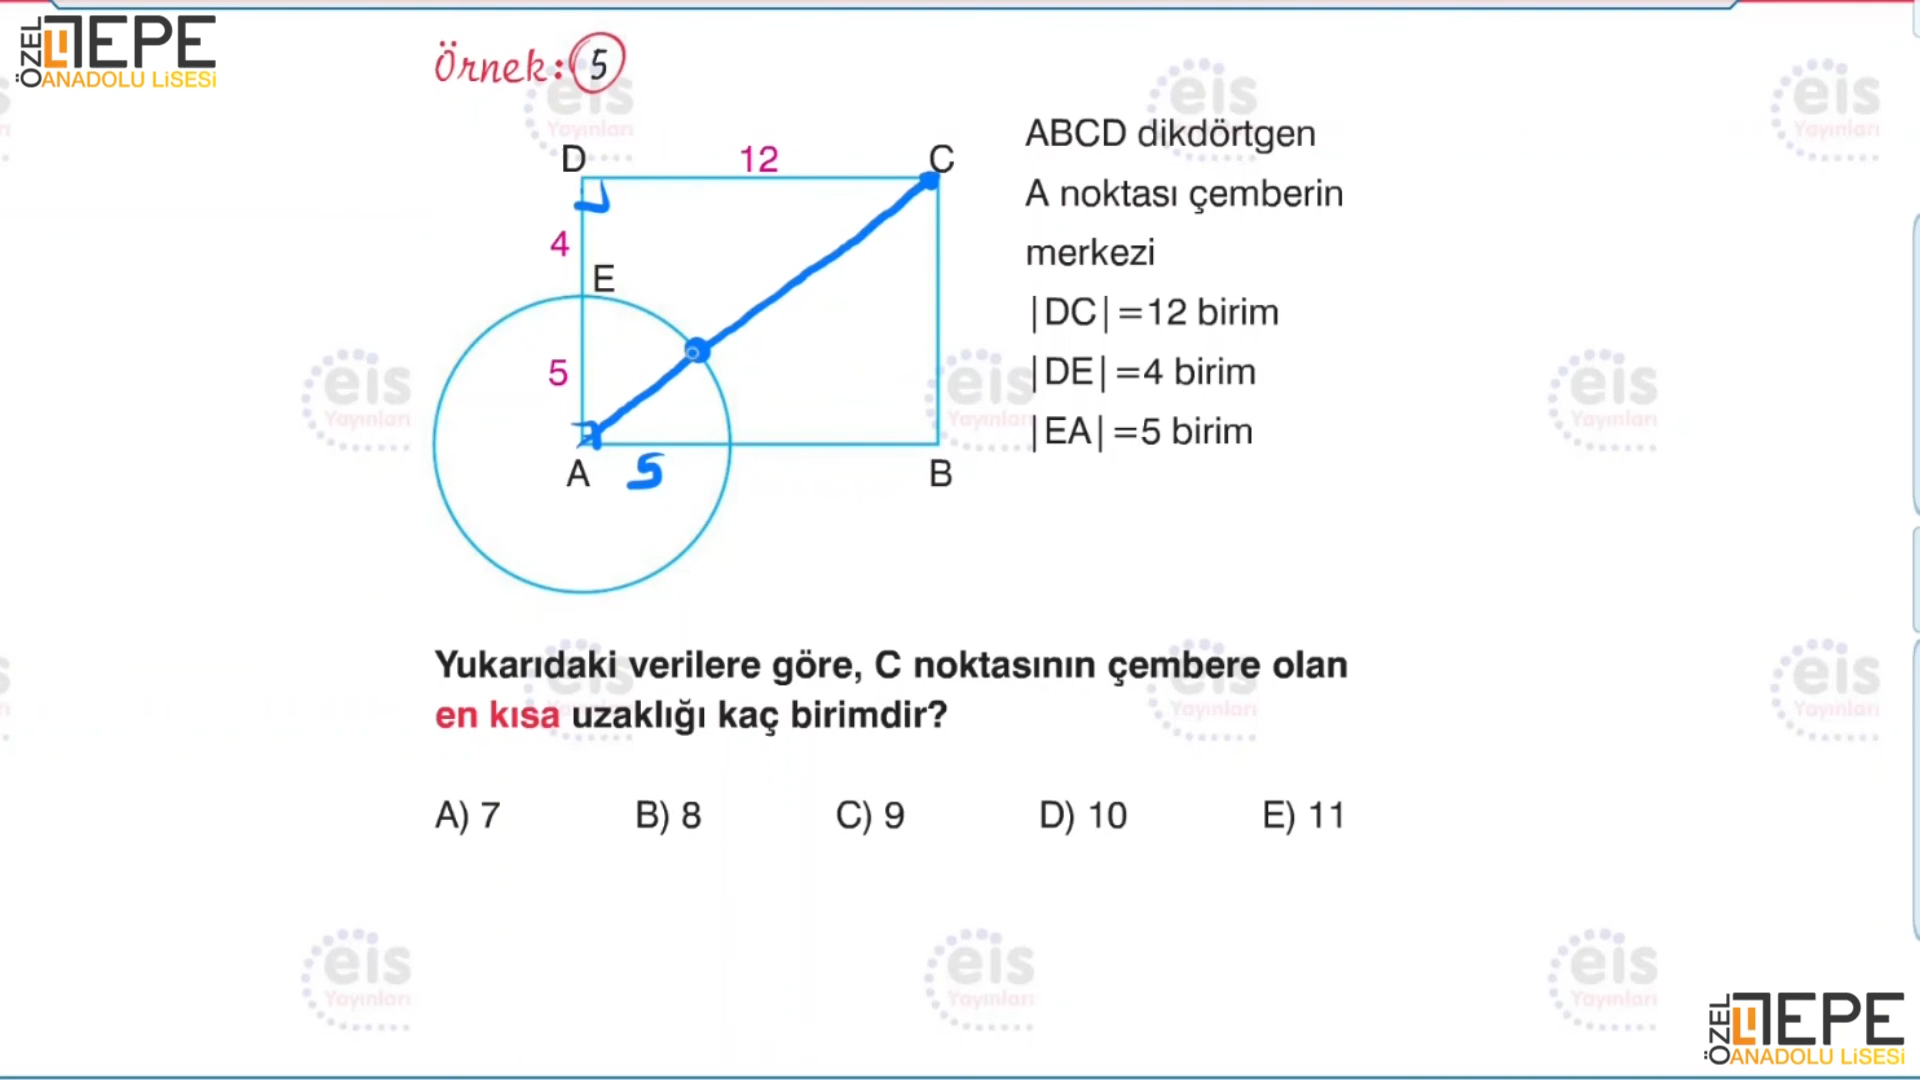 ÖZEL TEPE
ANADOLU LİSESİ
Örnek: 5
D 12 C
4
E
5
A 5 B
ABCD dikdörtgen
A noktası çemberin
merkezi
|DC|=12 birim
|DE|=4 birim
|EA|=5 birim
Yukarıdaki verilere göre, C noktasının çembere olan
en kısa uzaklığı kaç birimdir?
A) 7 B) 8 C) 9 D) 10 E) 11
eis
Yayınları
ÖZEL TEPE
ANADOLU LİSESİ